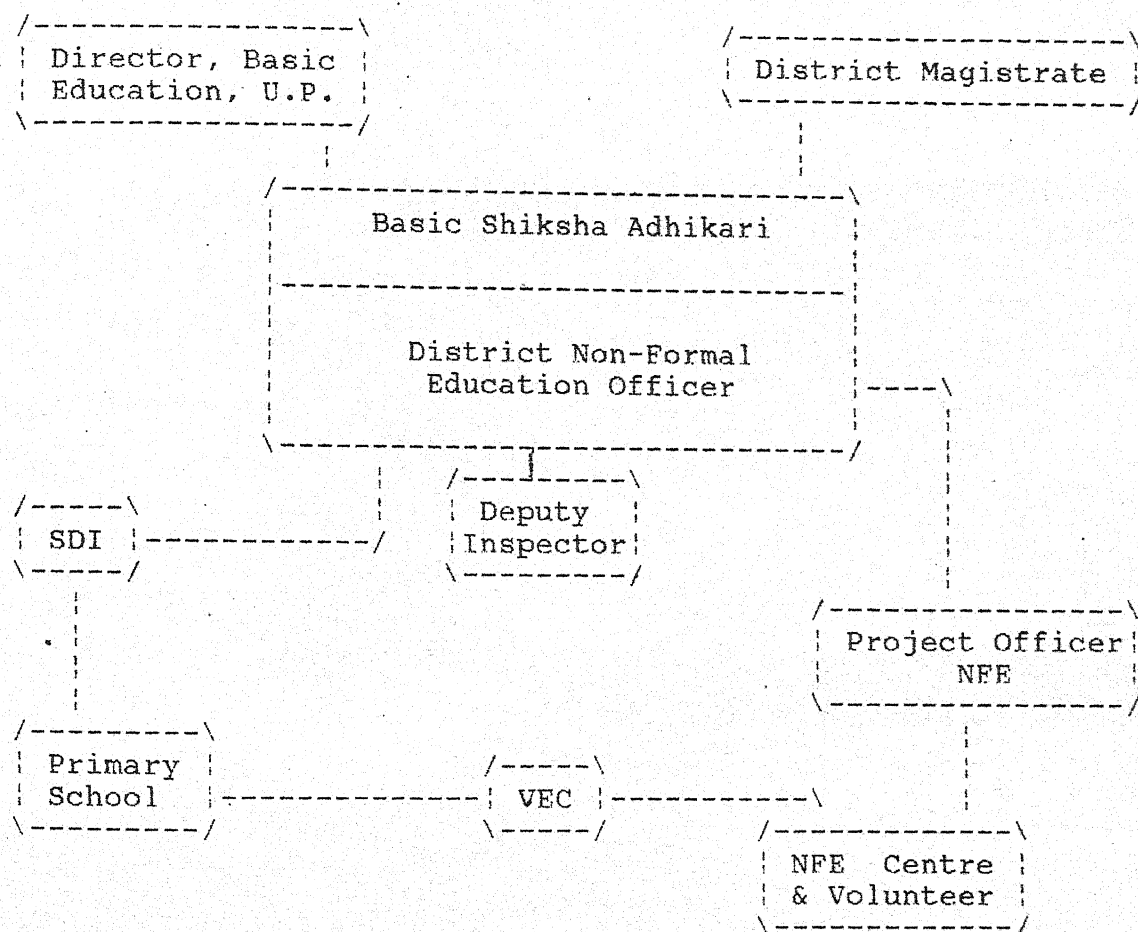 Director, Basic
Education, U.P.
District Magistrate
Basic Shiksha Adhikari
District Non-Formal
Education Officer
Deputy
Inspector
SDI
Project Officer
NFE
Primary
School
VEC
NFE Centre
& Volunteer